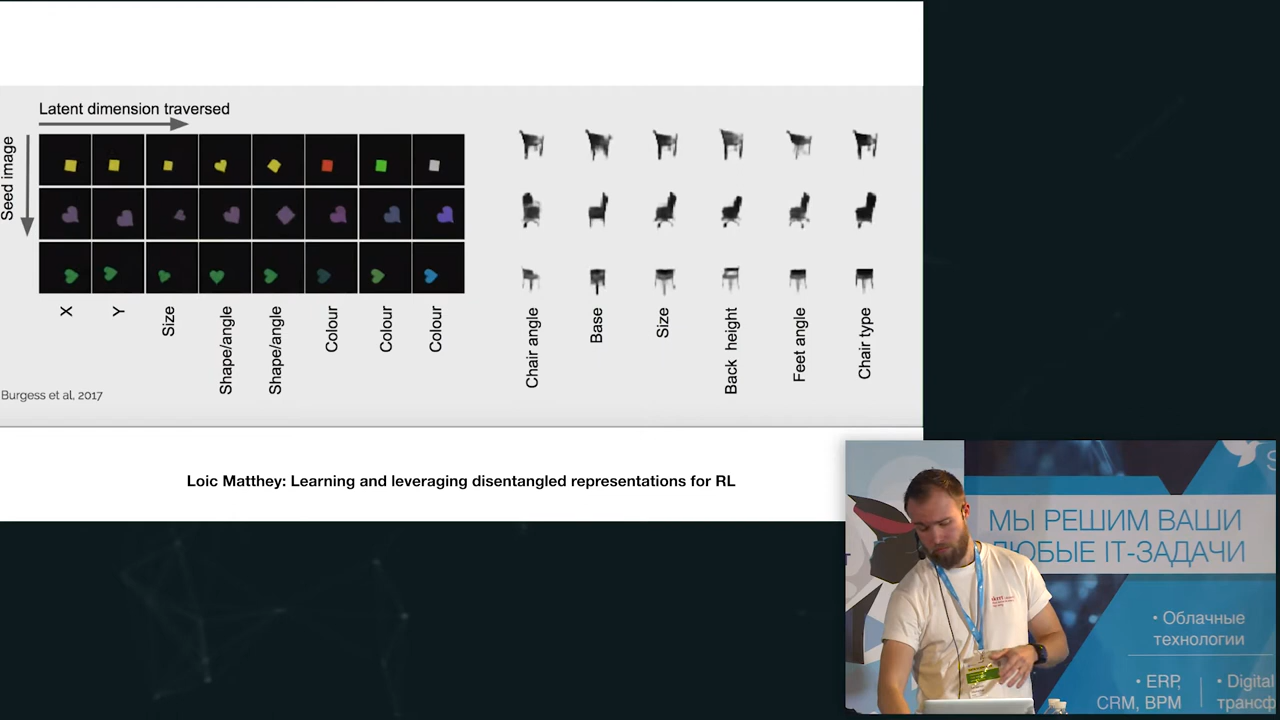 Latent dimension traversed
Seed image
X
Y
Size
Shape/angle
Shape/angle
Colour
Colour
Colour
Chair angle
Base
Size
Back height
Feet angle
Chair type
Burgess et al, 2017
Loic Matthey: Learning and leveraging disentangled representations for RL
МЫ РЕШИМ ВАШИ
ЛЮБЫЕ IT-ЗАДАЧИ
• Облачные
технологии
• ERP,
CRM, BPM
• Digital